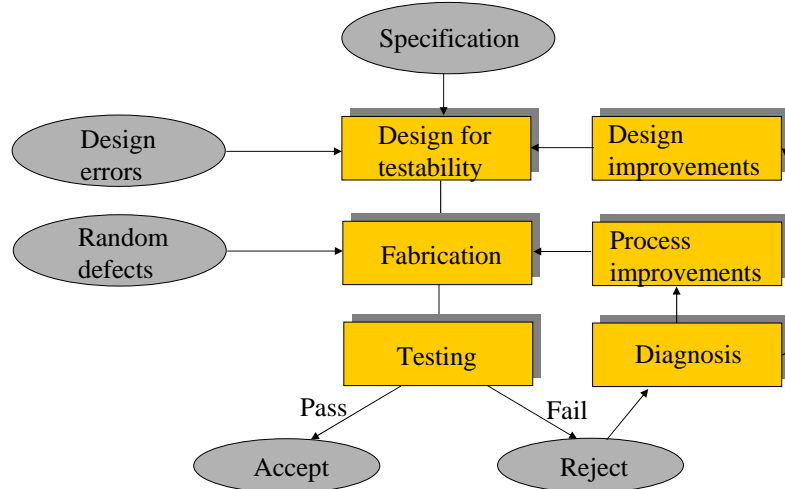 Specification
Design
errors
Design for
testability
Design
improvements
Random
defects
Fabrication
Process
improvements
Testing
Diagnosis
Pass
Fail
Accept
Reject